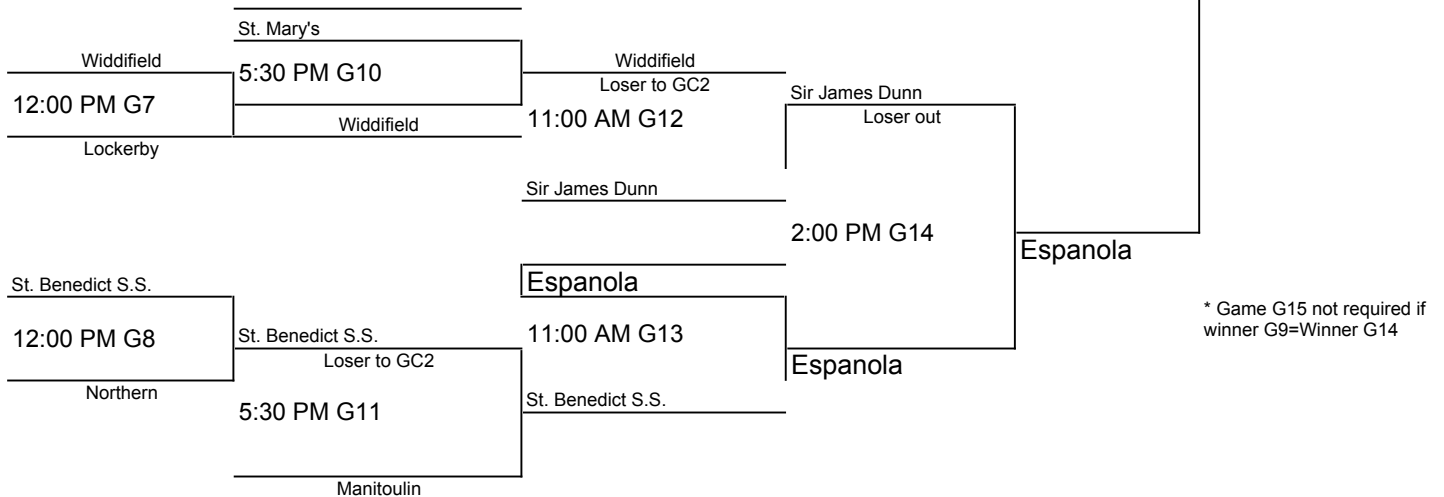 St. Mary's
Widdifield
5:30 PM G10
Widdifield
Loser to GC2
12:00 PM G7
Sir James Dunn
Loser out
Widdifield
11:00 AM G12
Lockerby
Sir James Dunn
2:00 PM G14
Espanola
St. Benedict S.S.
Espanola
* Game G15 not required if
winner G9=Winner G14
12:00 PM G8
St. Benedict S.S.
11:00 AM G13
Loser to GC2
Espanola
Northern
St. Benedict S.S.
5:30 PM G11
Manitoulin